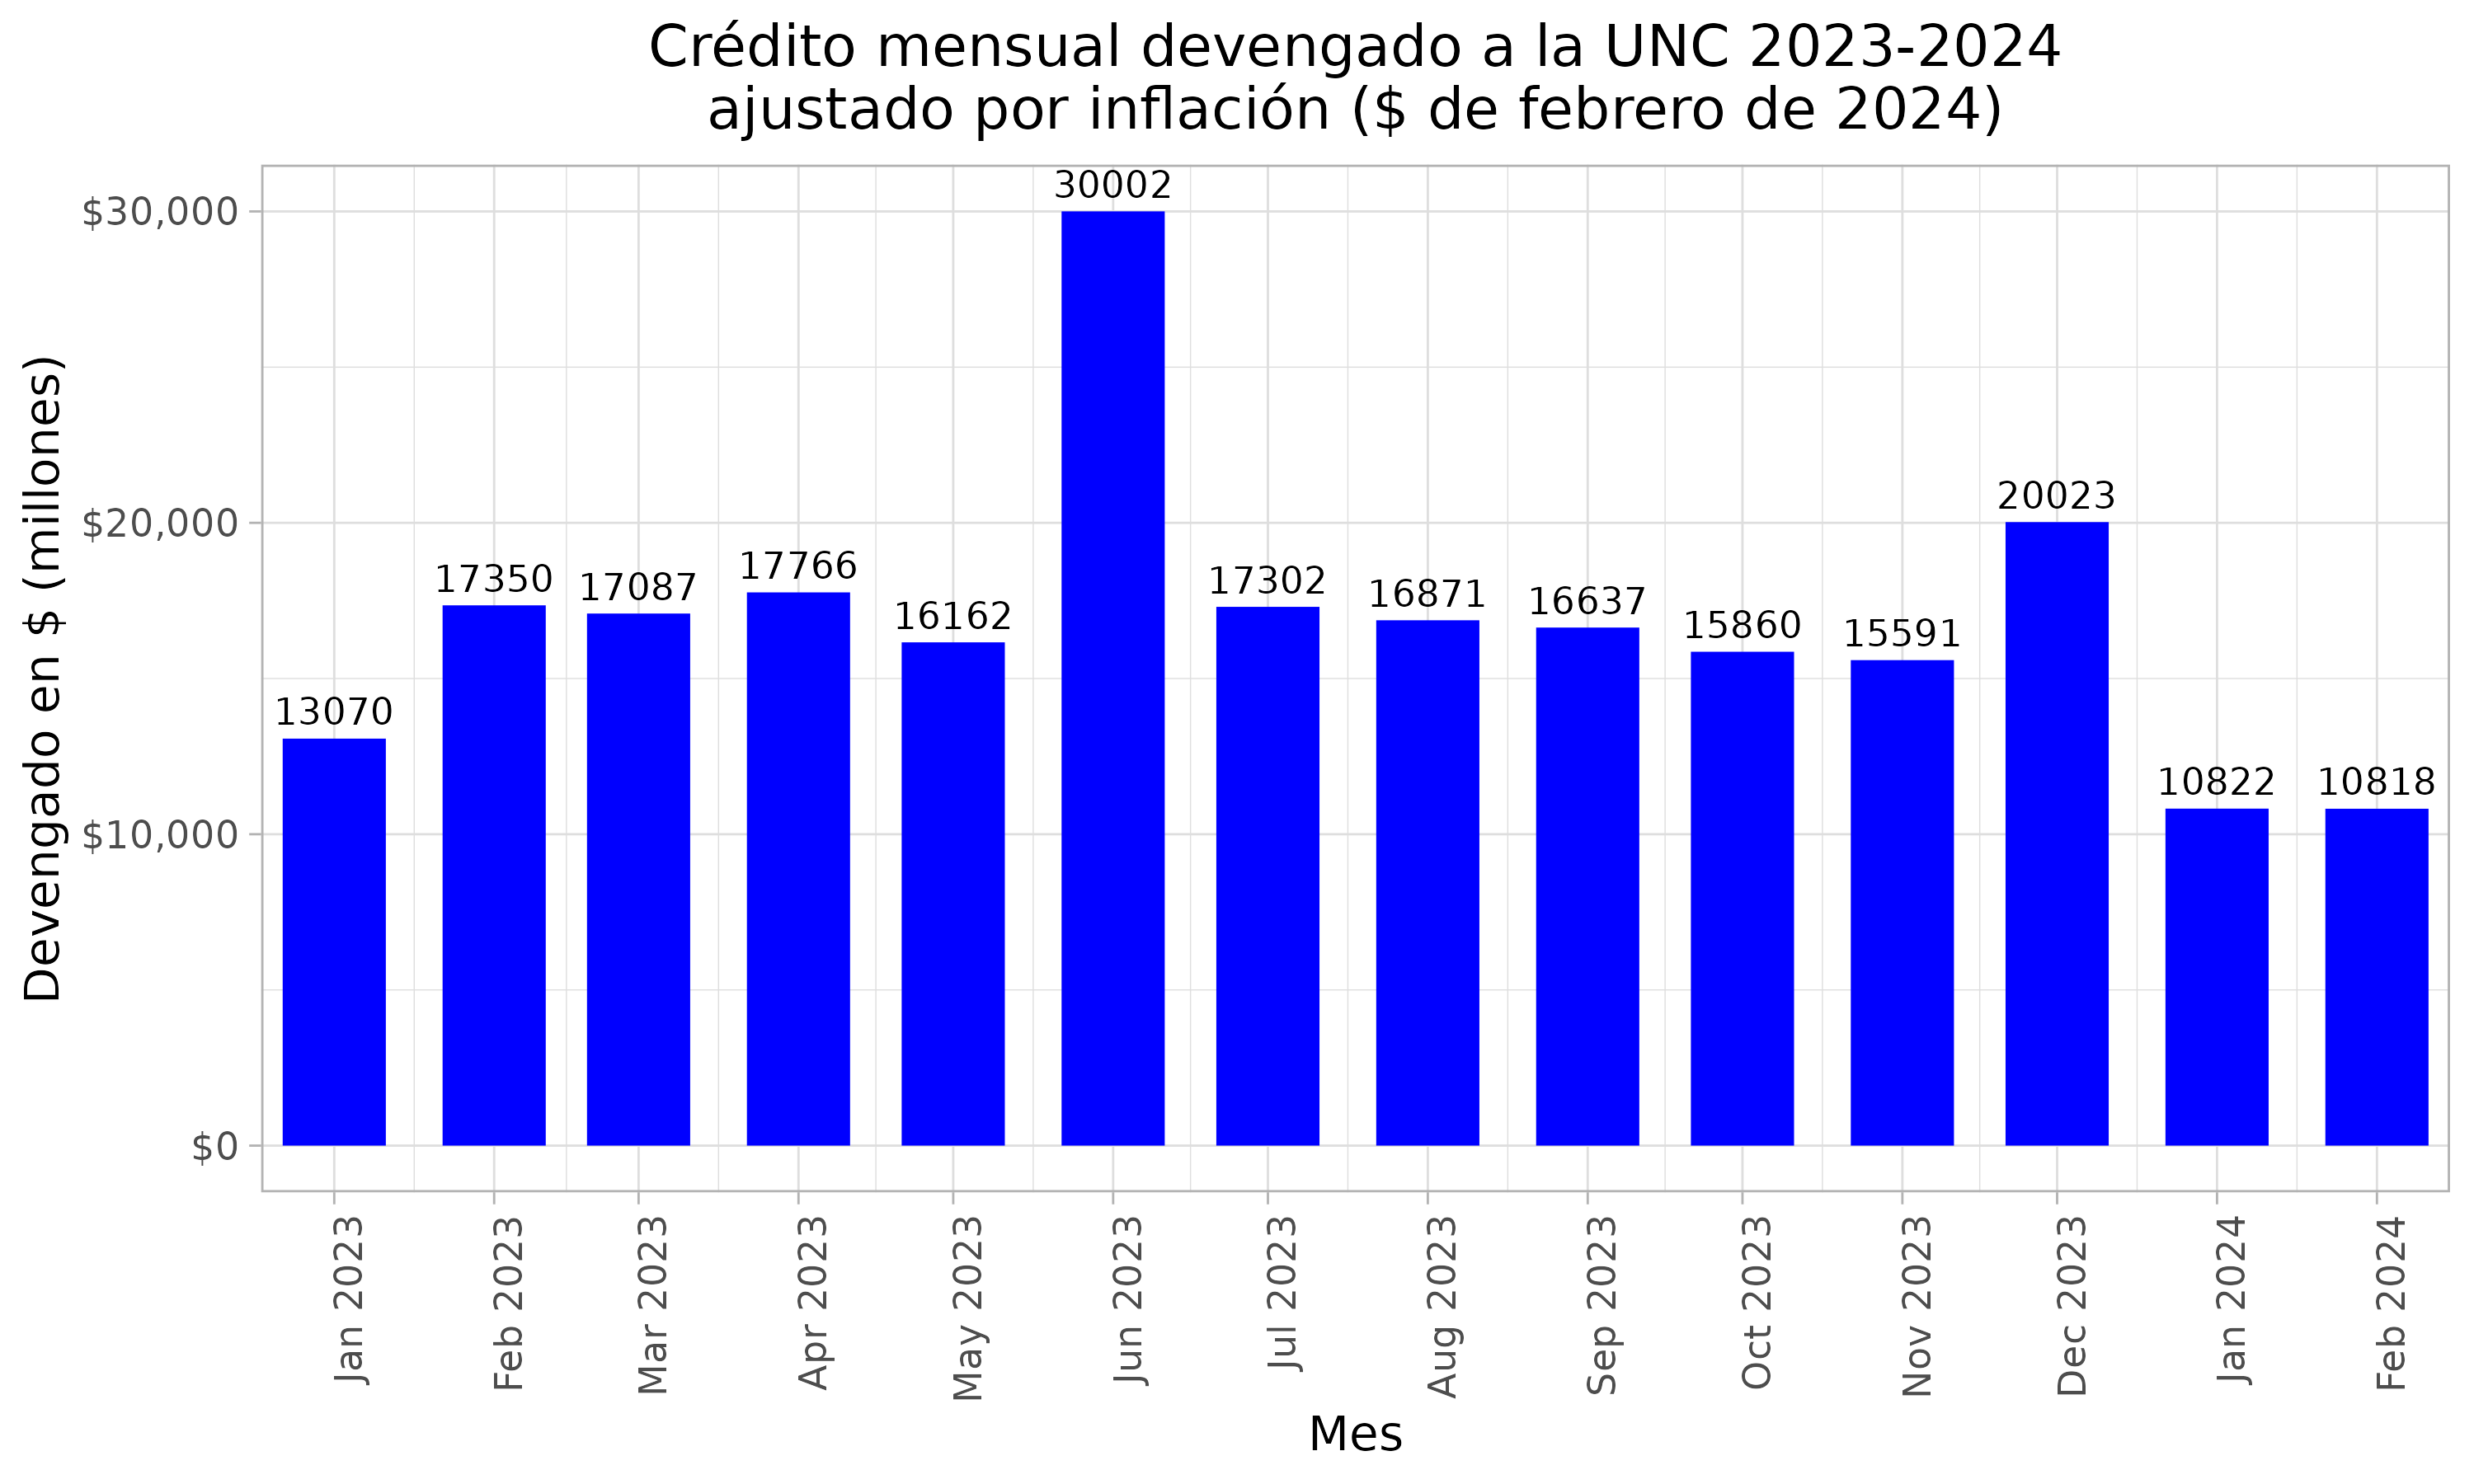 Crédito mensual devengado a la UNC 2023-2024
ajustado por inflación ($ de febrero de 2024)
Devengado en $ (millones)
$30,000
$20,000
$10,000
$0
13070
17350
17087
17766
16162
30002
17302
16871
16637
15860
15591
20023
10822
10818
Jan 2023
Feb 2023
Mar 2023
Apr 2023
May 2023
Jun 2023
Jul 2023
Aug 2023
Sep 2023
Oct 2023
Nov 2023
Dec 2023
Jan 2024
Feb 2024
Mes